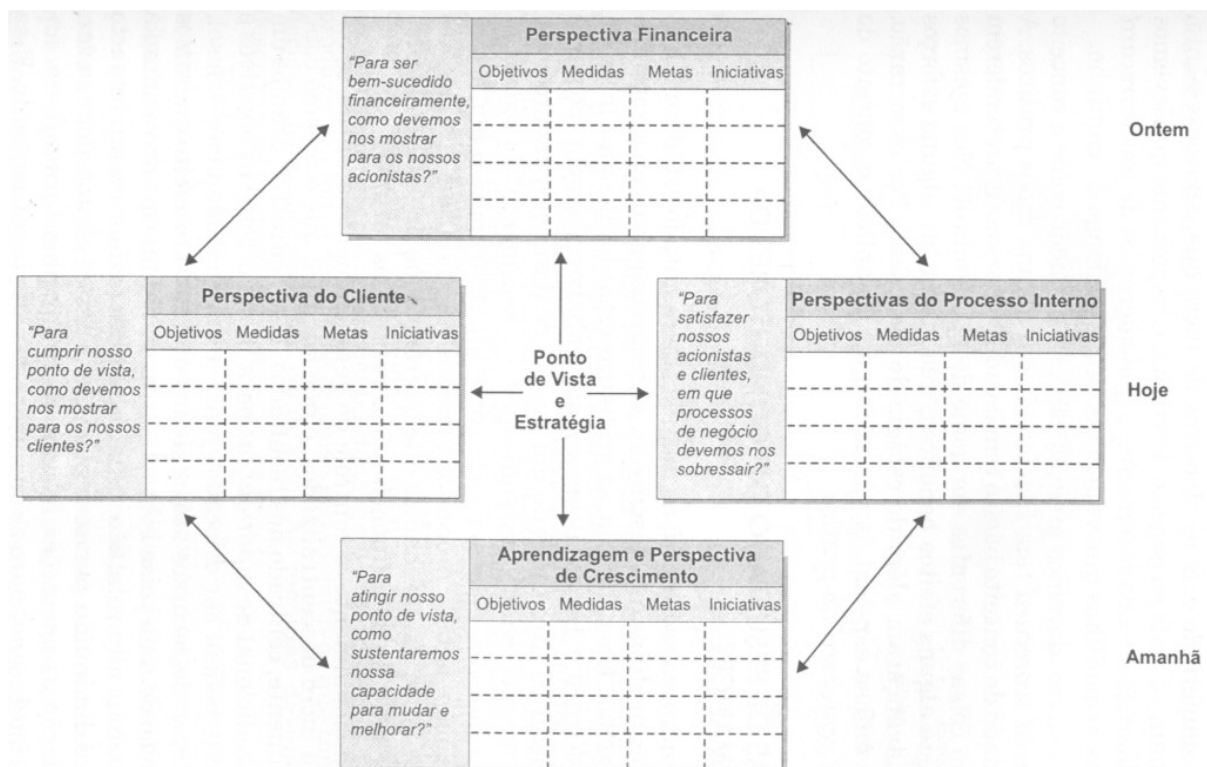 Perspectiva Financeira
"Para ser
bem-sucedido
financeiramente,
como devemos
nos mostrar
para os nossos
acionistas?"
Objetivos Medidas Metas Iniciativas
Ontem
Perspectiva do Cliente
"Para
cumprir nosso
ponto de vista,
como devemos
nos mostrar
para os nossos
clientes?"
Objetivos Medidas Metas Iniciativas
Ponto
de Vista
e
Estratégia
Perspectivas do Processo Interno
"Para
satisfazer
nossos
acionistas
e clientes,
em que
processos
de negócio
devemos nos
sobressair?"
Objetivos Medidas Metas Iniciativas
Hoje
Aprendizagem e Perspectiva
de Crescimento
"Para
atingir nosso
ponto de vista,
como
sustentaremos
nossa
capacidade
para mudar e
melhorar?"
Objetivos Medidas Metas Iniciativas
Amanhã